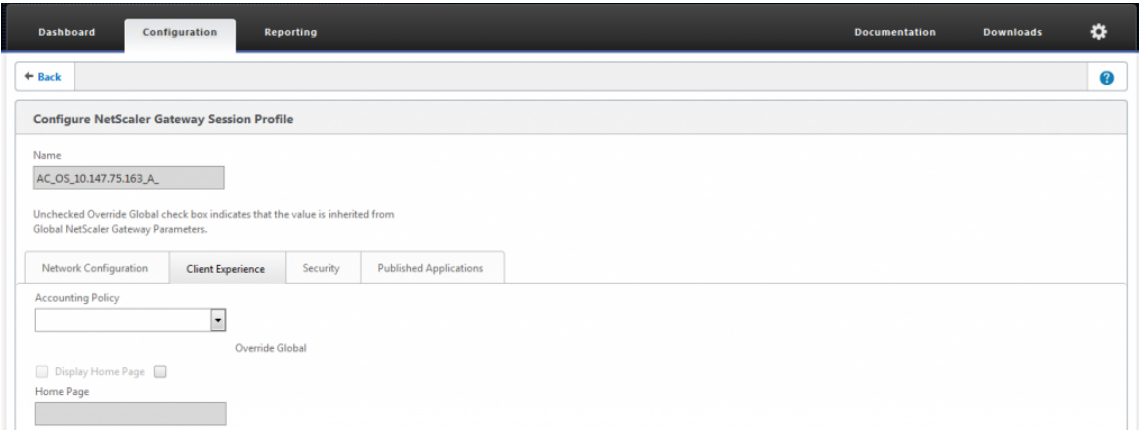 Dashboard Configuration Reporting Documentation Downloads
Back ?
Configure NetScaler Gateway Session Profile
Name
AC_OS_10.147.75.163_A_
Unchecked Override Global check box indicates that the value is inherited from
Global NetScaler Gateway Parameters.
Network Configuration Client Experience Security Published Applications
Accounting Policy
Override Global
Display Home Page
Home Page